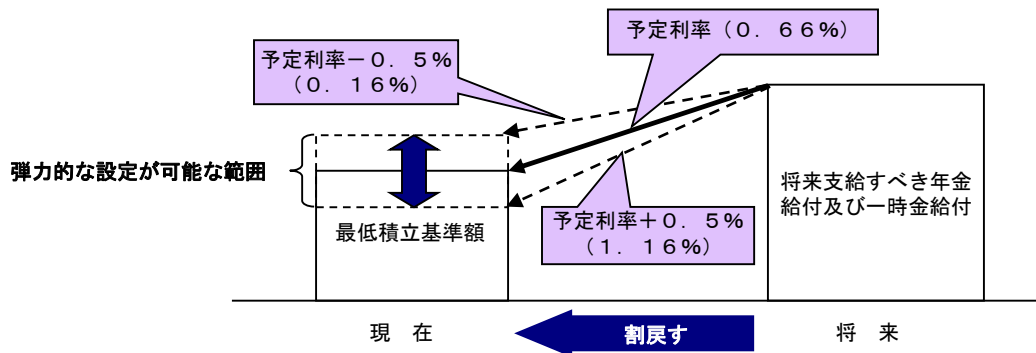 予定利率（０．６６％）
予定利率－０．５％
（０．１６％）
弾力的な設定が可能な範囲
将来支給すべき年金
給付及び一時金給付
最低積立基準額
予定利率＋０．５％
（１．１６％）
現　在
割戻す
将　来